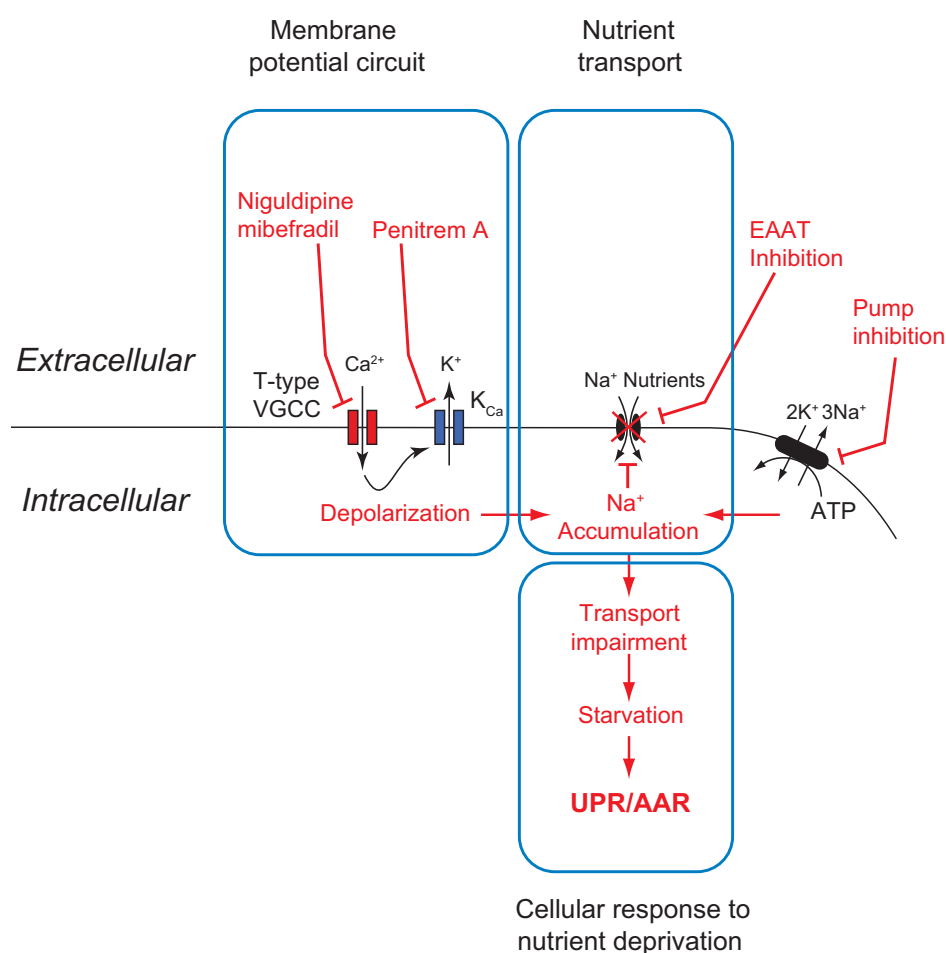 Membrane
potential circuit
Nutrient
transport
Niguldipine
mibefradil
Penitrem A
EAAT
Inhibition
Pump
inhibition
Extracellular
T-type
VGCC
Ca²⁺
K⁺
K_Ca
Na⁺ Nutrients
2K⁺ 3Na⁺
Intracellular
Depolarization
Na⁺
Accumulation
ATP
Transport
impairment
Starvation
UPR/AAR
Cellular response to
nutrient deprivation